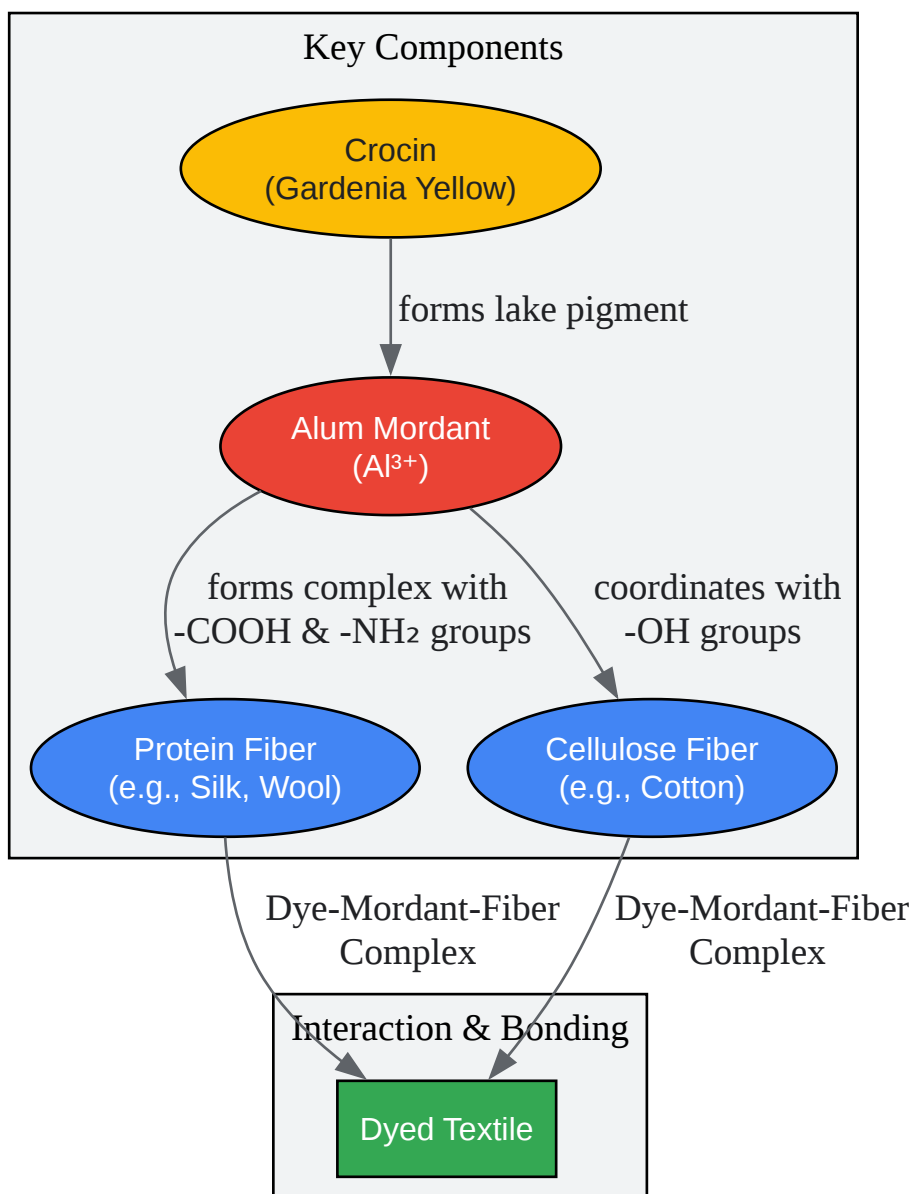 Key Components
Crocin
(Gardenia Yellow)
forms lake pigment
Alum Mordant
(Al³⁺)
forms complex with
-COOH & -NH₂ groups
coordinates with
-OH groups
Protein Fiber
(e.g., Silk, Wool)
Cellulose Fiber
(e.g., Cotton)
Dye-Mordant-Fiber
Complex
Dye-Mordant-Fiber
Complex
Interaction & Bonding
Dyed Textile